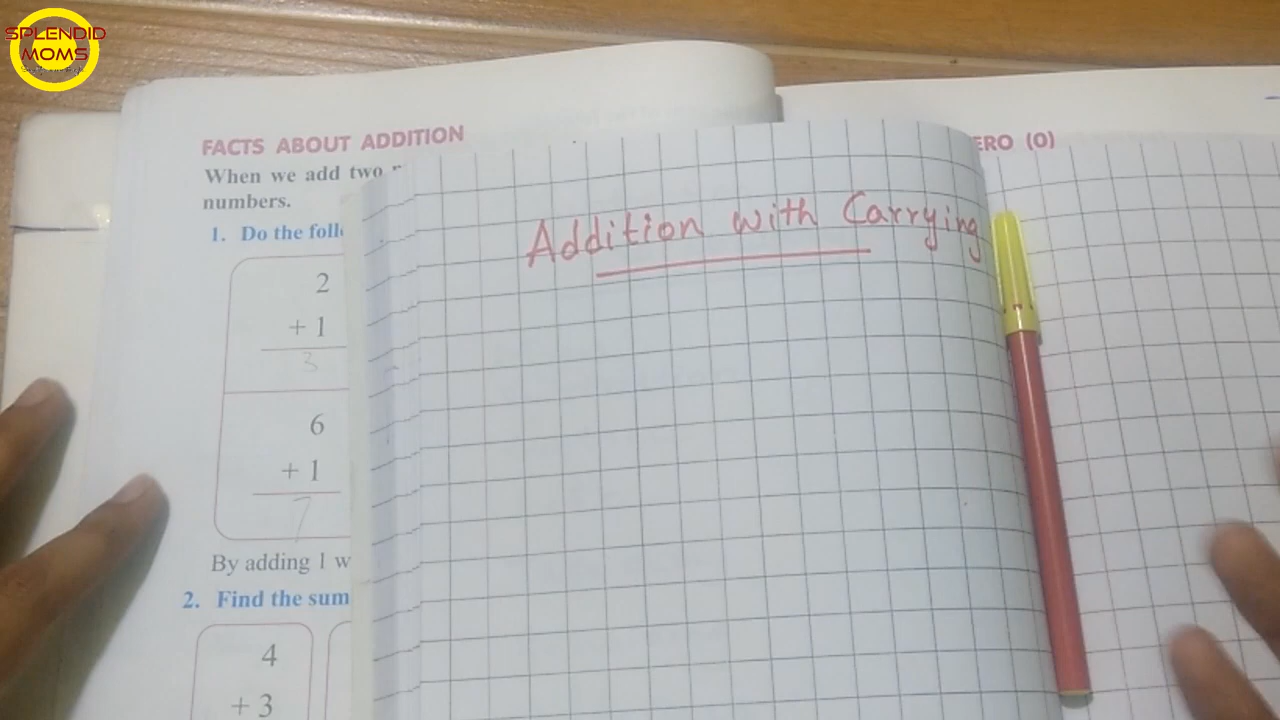 SPLENDID
MOMS
FACTS ABOUT ADDITION
When we add two
numbers.
1. Do the foll
2
+ 1
3
6
+ 1
7
By adding 1 w
2. Find the sum
4
+ 3
ERO (0)
Addition with Carrying